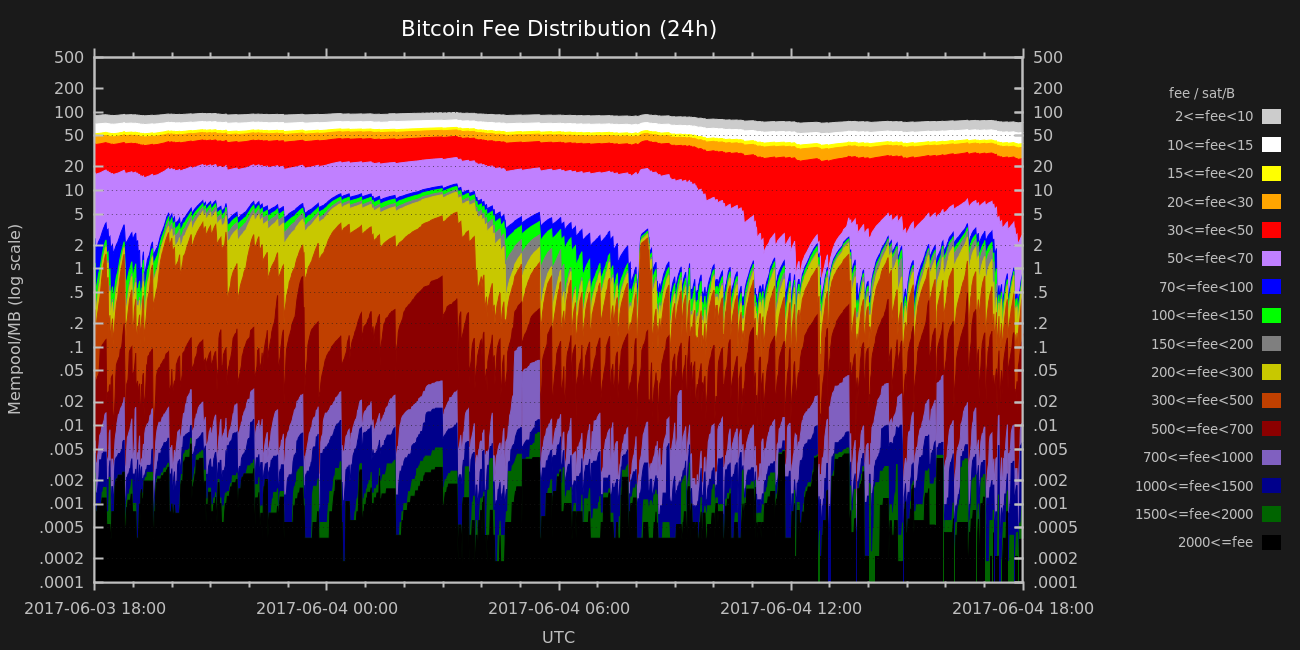 Bitcoin Fee Distribution (24h)
500
200
100
50
20
10
5
2
1
.5
.2
.1
.05
.02
.01
.005
.002
.001
.0005
.0002
.0001
Mempool/MB (log scale)
500
200
100
50
20
10
5
2
1
.5
.2
.1
.05
.02
.01
.005
.002
.001
.0005
.0002
.0001
fee / sat/B
2<=fee<10
10<=fee<15
15<=fee<20
20<=fee<30
30<=fee<50
50<=fee<70
70<=fee<100
100<=fee<150
150<=fee<200
200<=fee<300
300<=fee<500
500<=fee<700
700<=fee<1000
1000<=fee<1500
1500<=fee<2000
2000<=fee
2017-06-03 18:00 2017-06-04 00:00 2017-06-04 06:00 2017-06-04 12:00 2017-06-04 18:00
UTC